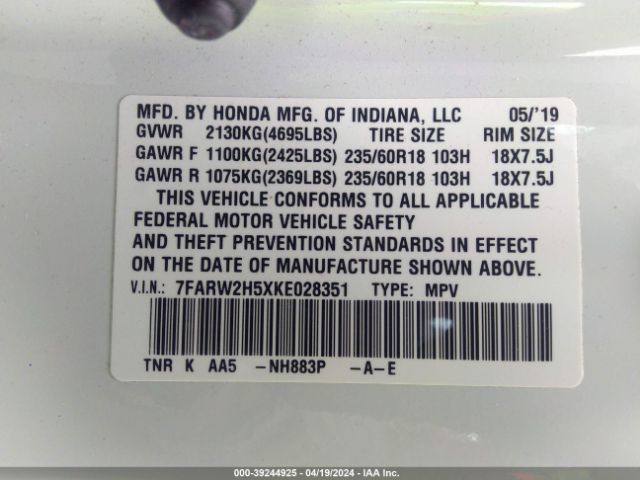 MFD. BY HONDA MFG. OF INDIANA, LLC 05/'19
GVWR 2130KG(4695LBS) TIRE SIZE RIM SIZE
GAWR F 1100KG(2425LBS) 235/60R18 103H 18X7.5J
GAWR R 1075KG(2369LBS) 235/60R18 103H 18X7.5J
THIS VEHICLE CONFORMS TO ALL APPLICABLE
FEDERAL MOTOR VEHICLE SAFETY
AND THEFT PREVENTION STANDARDS IN EFFECT
ON THE DATE OF MANUFACTURE SHOWN ABOVE.
V.I.N.: 7FARW2H5XKE028351 TYPE: MPV
TNR K AA5 -NH883P -A-E
000-39244925 - 04/19/2024 - IAA Inc.